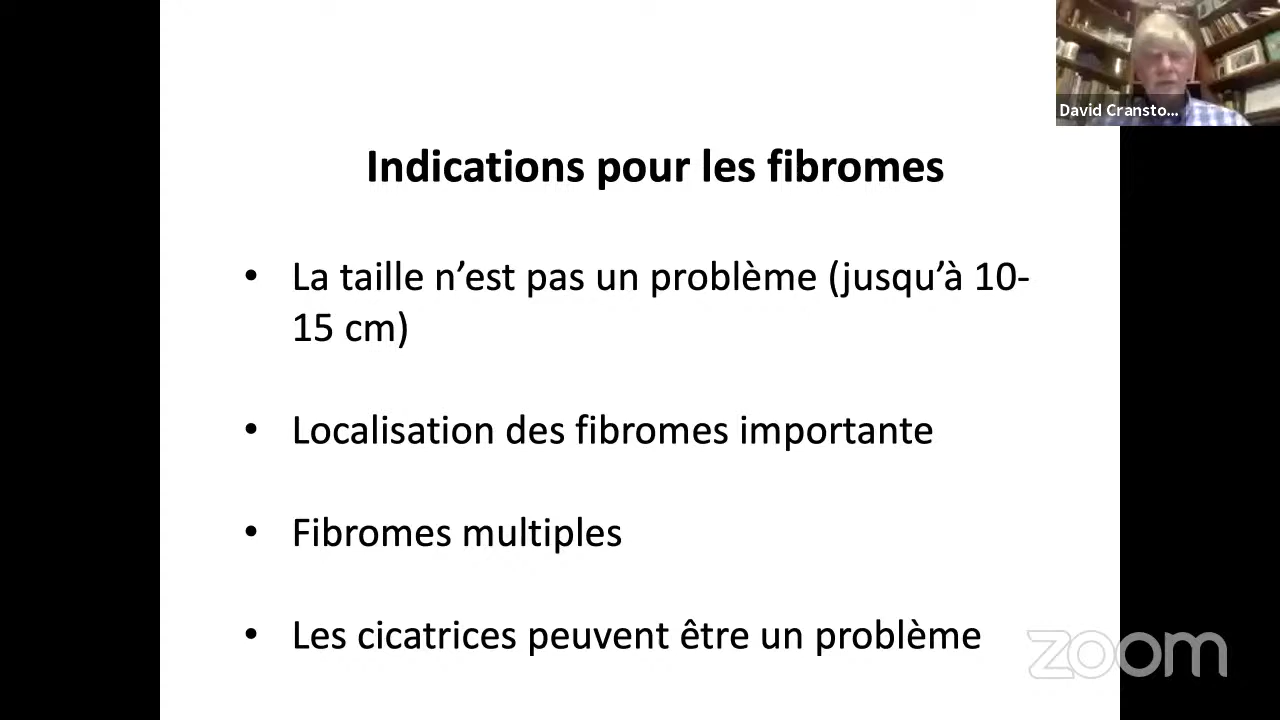 David Cransto...
Indications pour les fibromes
• La taille n’est pas un problème (jusqu’à 10-
15 cm)
• Localisation des fibromes importante
• Fibromes multiples
• Les cicatrices peuvent être un problème
zoom